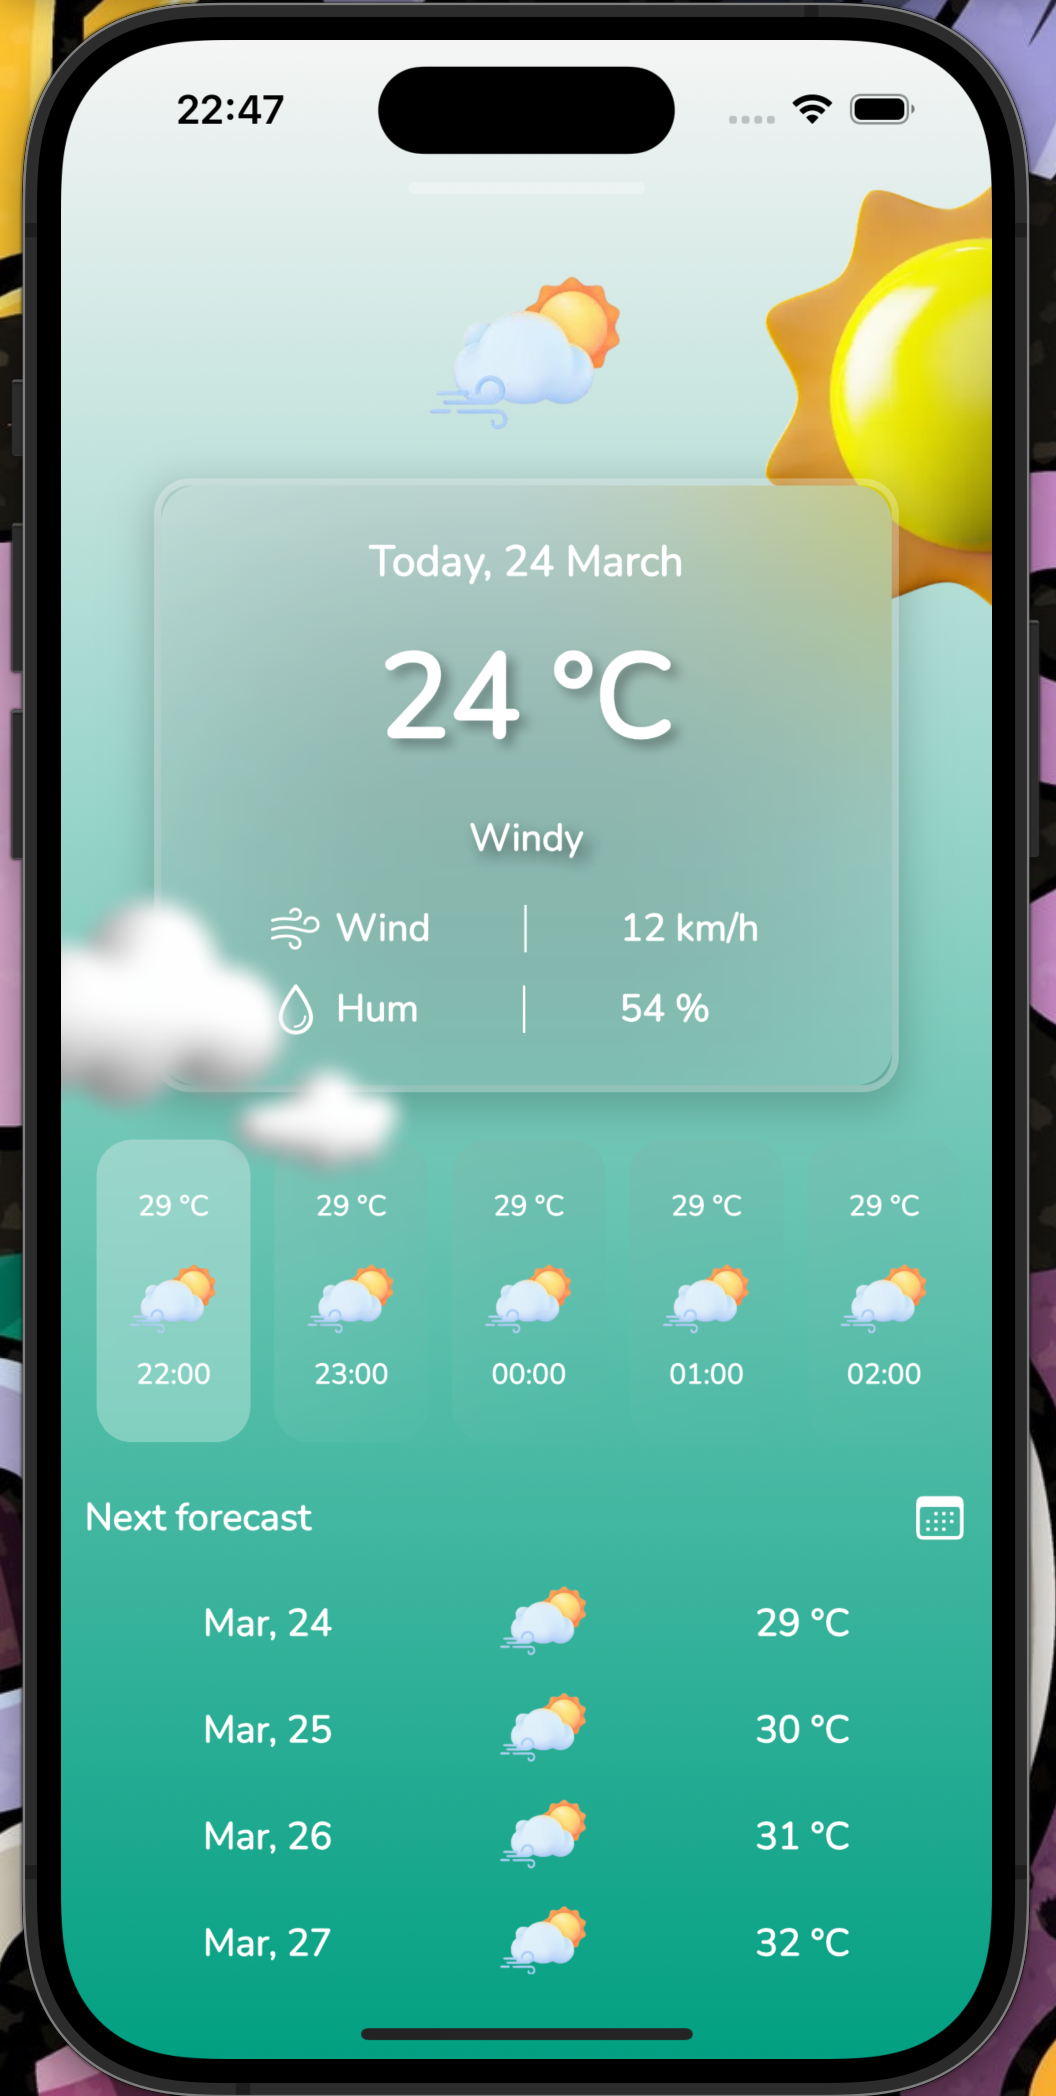 22:47
Today, 24 March
24 °C
Windy
Wind | 12 km/h
Hum | 54 %
29 °C 29 °C 29 °C 29 °C 29 °C
22:00 23:00 00:00 01:00 02:00
Next forecast
Mar, 24 29 °C
Mar, 25 30 °C
Mar, 26 31 °C
Mar, 27 32 °C